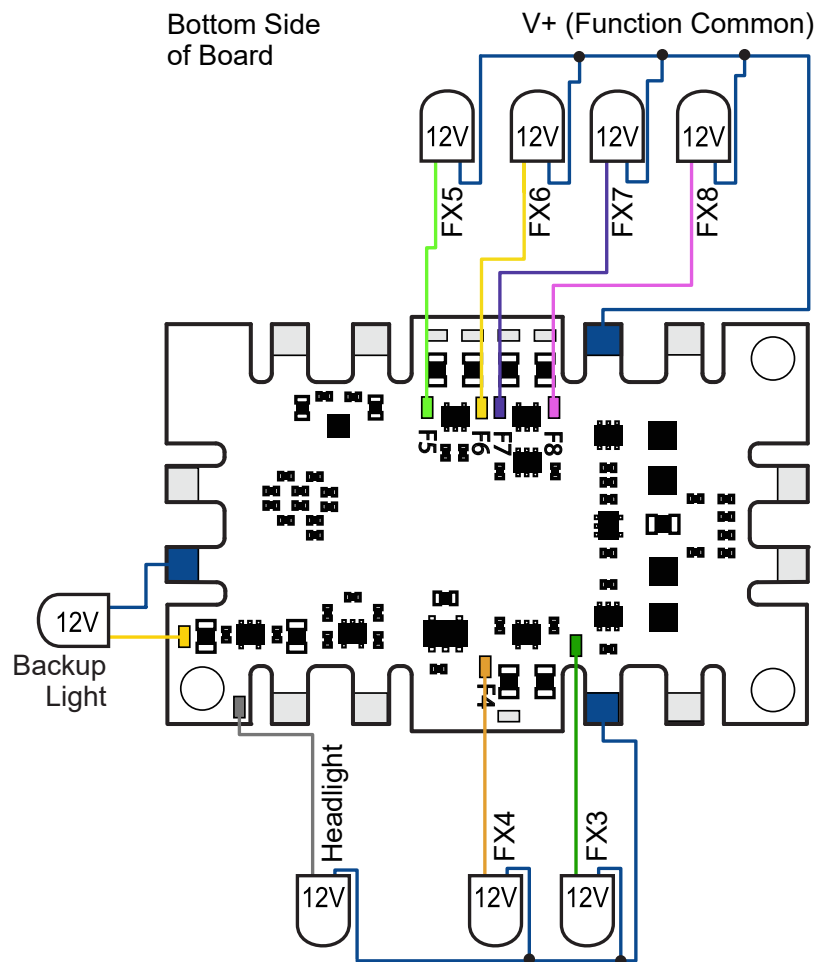 Bottom Side
of Board
V+ (Function Common)
12V
12V
12V
12V
FX5
FX6
FX7
FX8
F5
F6
F7
F8
12V
Backup
Light
F4
Headlight
FX4
FX3
12V
12V
12V